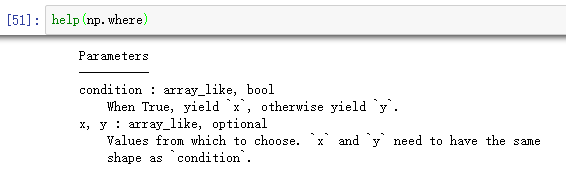 [51]: help(np.where)
Parameters
----------
condition : array_like, bool
When True, yield `x`, otherwise yield `y`.
x, y : array_like, optional
Values from which to choose. `x` and `y` need to have the same
shape as `condition`.